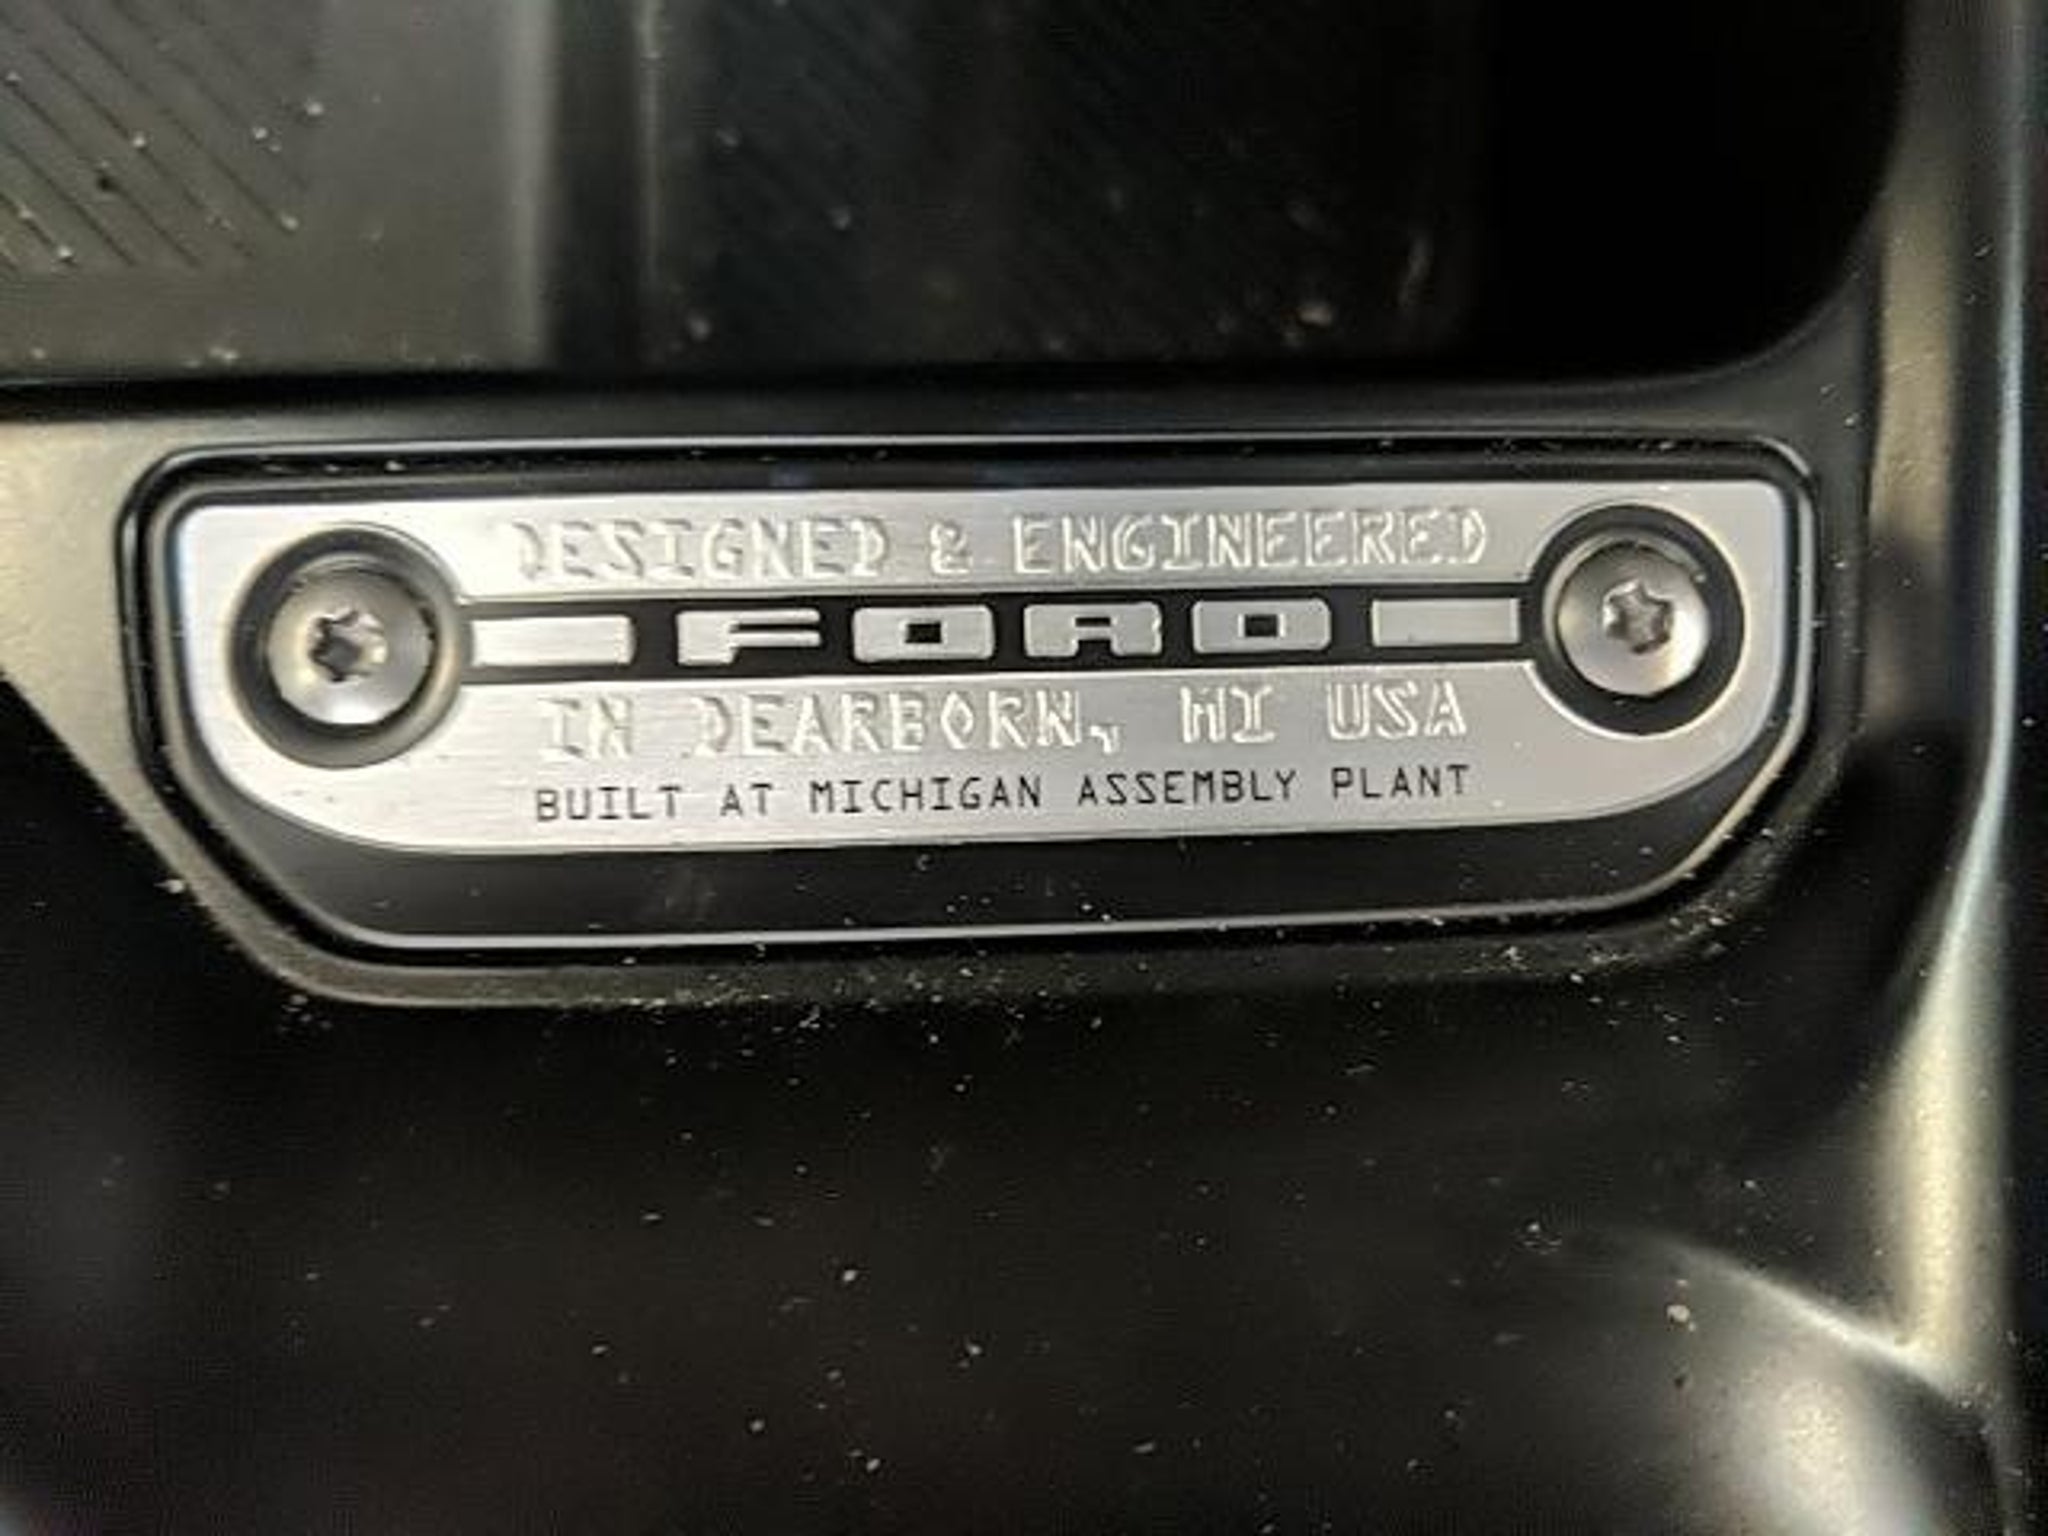 DESIGNED & ENGINEERED
FORD
IN DEARBORN, MI USA
BUILT AT MICHIGAN ASSEMBLY PLANT